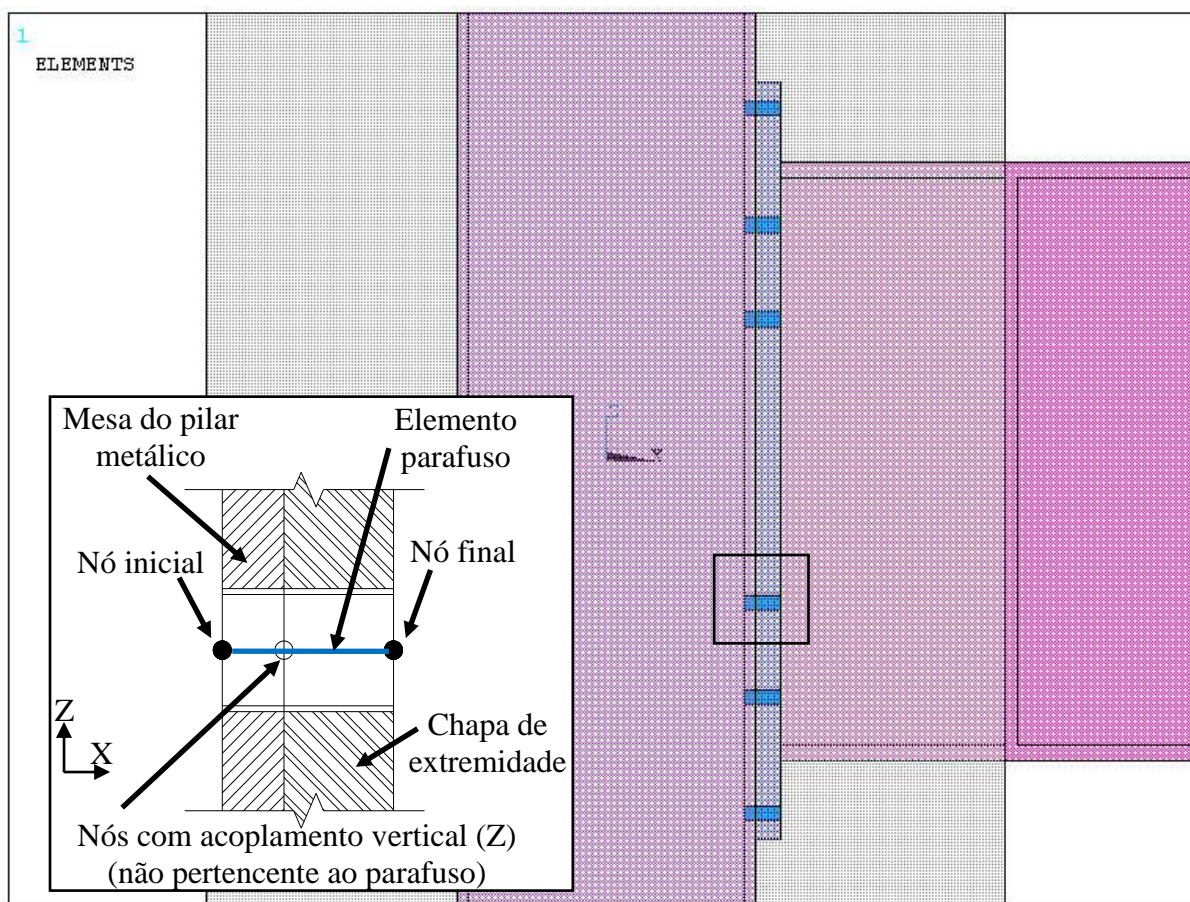 1
ELEMENTS
Mesa do pilar
metálico
Elemento
parafuso
Nó inicial
Nó final
Z
X
Chapa de
extremidade
Nós com acoplamento vertical (Z)
(não pertencente ao parafuso)